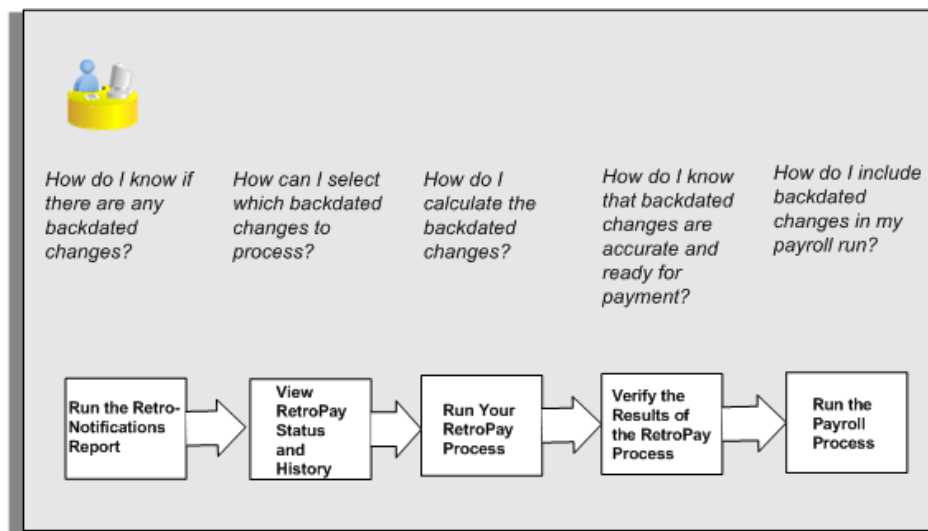 How do I know if
there are any
backdated
changes?
How can I select
which backdated
changes to
process?
How do I
calculate the
backdated
changes?
How do I know
that backdated
changes are
accurate and
ready for
payment?
How do I include
backdated
changes in my
payroll run?
Run the Retro-
Notifications
Report
View
RetroPay
Status
and
History
Run Your
RetroPay
Process
Verify the
Results of
the RetroPay
Process
Run the
Payroll
Process